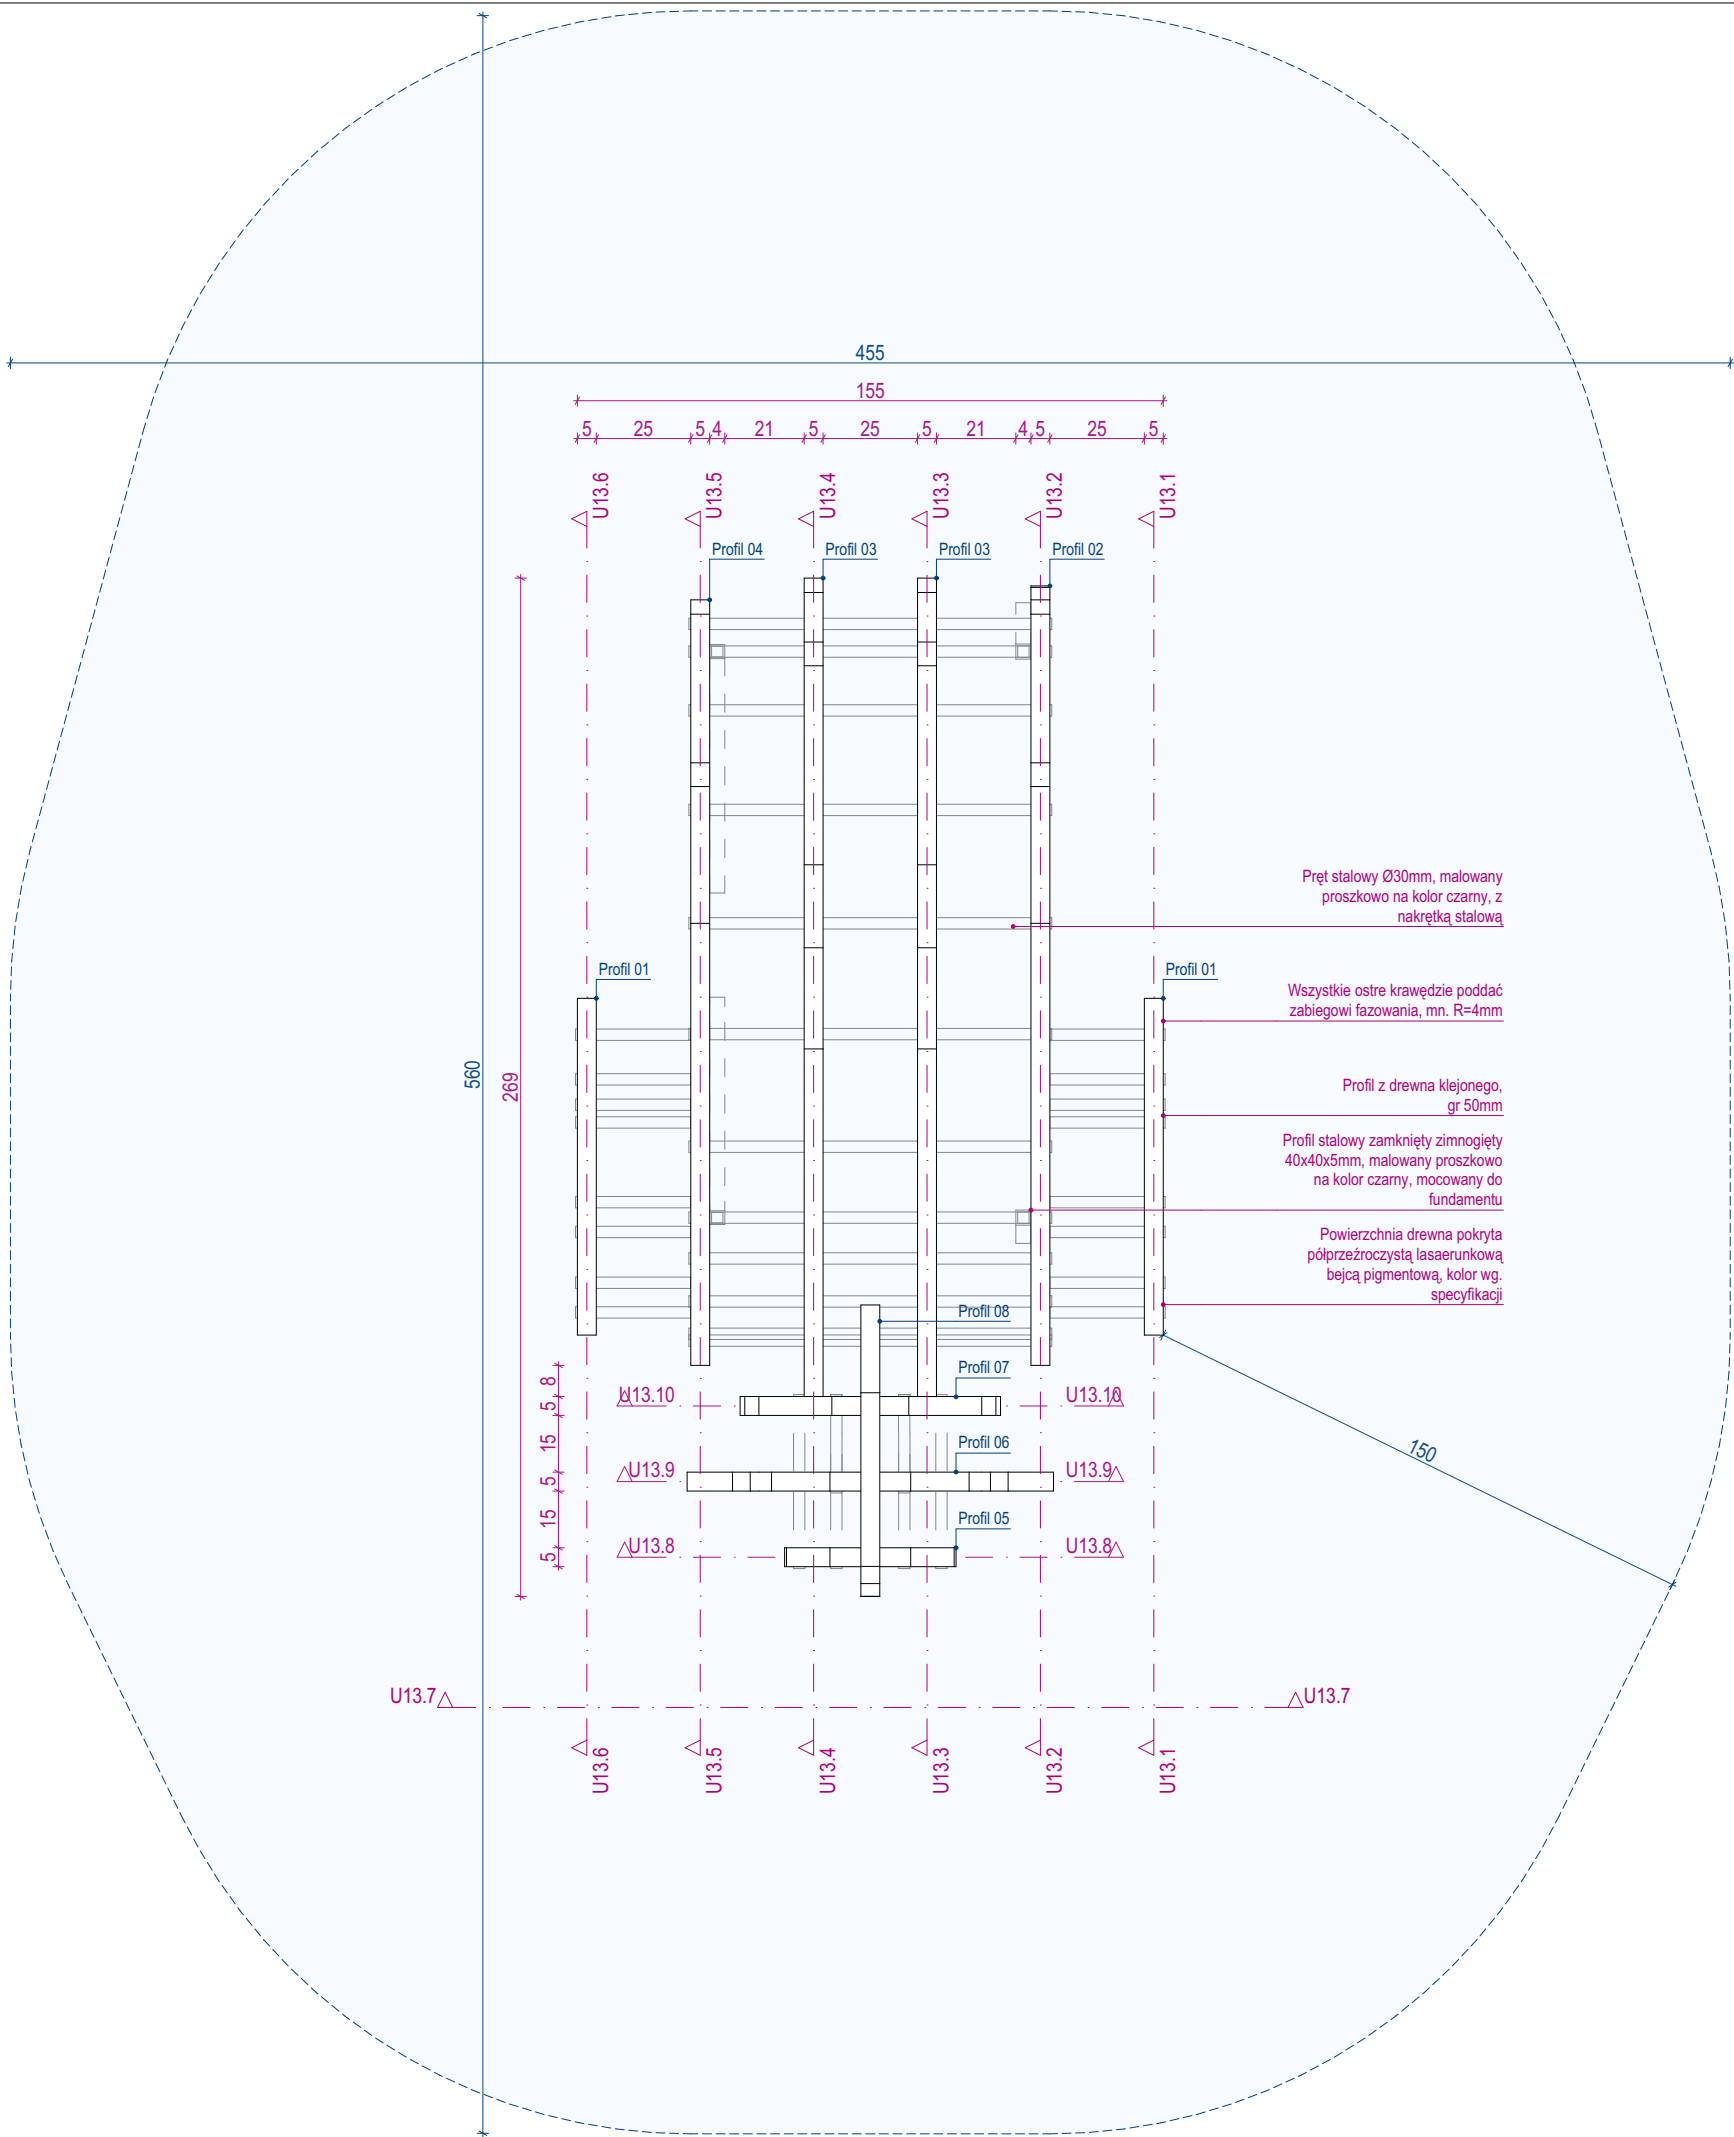 455
155
5 25 5 4 21 5 25 5 21 4 5 25 5
U13.6 U13.5 U13.4 U13.3 U13.2 U13.1
Profil 04 Profil 03 Profil 03 Profil 02
Pręt stalowy Ø30mm, malowany
proszkowo na kolor czarny, z
nakrętką stalową
Profil 01 Profil 01
Wszystkie ostre krawędzie poddać
zabiegowi fazowania, mn. R=4mm
560
269
Profil z drewna klejonego,
gr 50mm
Profil stalowy zamknięty zimnogięty
40x40x5mm, malowany proszkowo
na kolor czarny, mocowany do
fundamentu
Powierzchnia drewna pokryta
półprzeźroczystą lasaerunkową
bejcą pigmentową, kolor wg.
specyfikacji
Profil 08
Profil 07
8
U13.10 U13.10
5
15
Profil 06
150
U13.9 U13.9
5
15
Profil 05
U13.8 U13.8
5
U13.7 U13.7
U13.6 U13.5 U13.4 U13.3 U13.2 U13.1